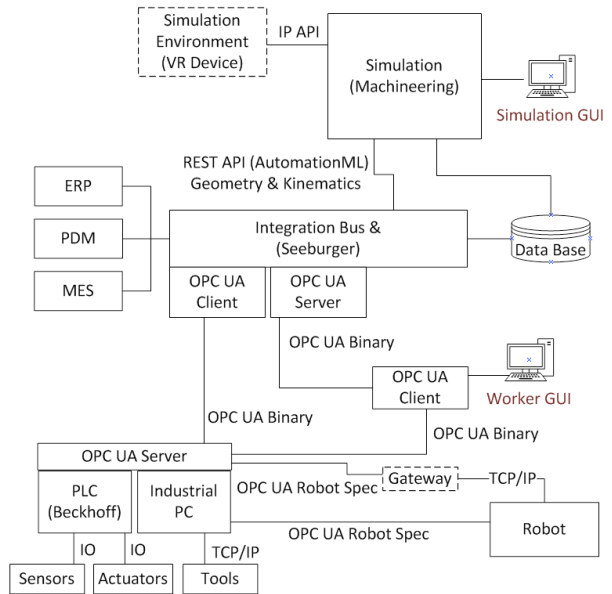 Simulation
Environment
(VR Device)
IP API
Simulation
(Machineering)
Simulation GUI
REST API (AutomationML)
Geometry & Kinematics
ERP
PDM
MES
Integration Bus &
(Seeburger)
Data Base
OPC UA
Client
OPC UA
Server
OPC UA Binary
OPC UA
Client
Worker GUI
OPC UA Binary
OPC UA Binary
OPC UA Server
PLC
(Beckhoff)
Industrial
PC
OPC UA Robot Spec
Gateway
TCP/IP
OPC UA Robot Spec
Robot
IO
IO
TCP/IP
Sensors
Actuators
Tools